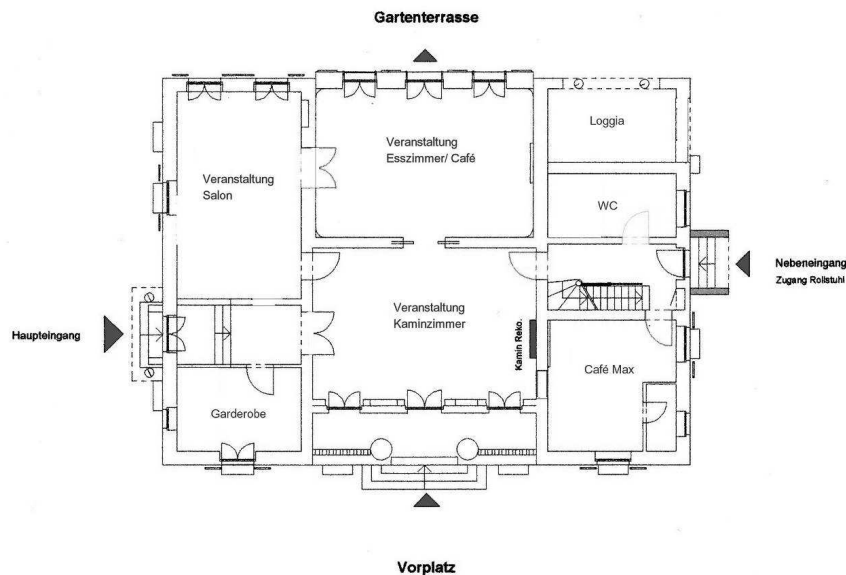 Gartenterrasse
Veranstaltung
Esszimmer/ Café
Loggia
Veranstaltung
Salon
WC
Nebeneingang
Zugang Rollstuhl
Veranstaltung
Kaminzimmer
Kamin Reko.
Haupteingang
Café Max
Garderobe
Vorplatz